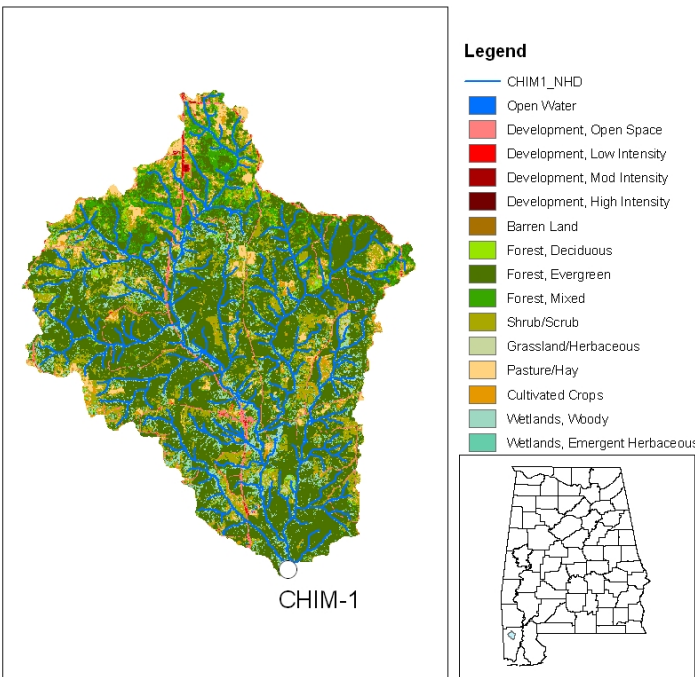 Legend
CHIM1_NHD
Open Water
Development, Open Space
Development, Low Intensity
Development, Mod Intensity
Development, High Intensity
Barren Land
Forest, Deciduous
Forest, Evergreen
Forest, Mixed
Shrub/Scrub
Grassland/Herbaceous
Pasture/Hay
Cultivated Crops
Wetlands, Woody
Wetlands, Emergent Herbaceous
CHIM-1